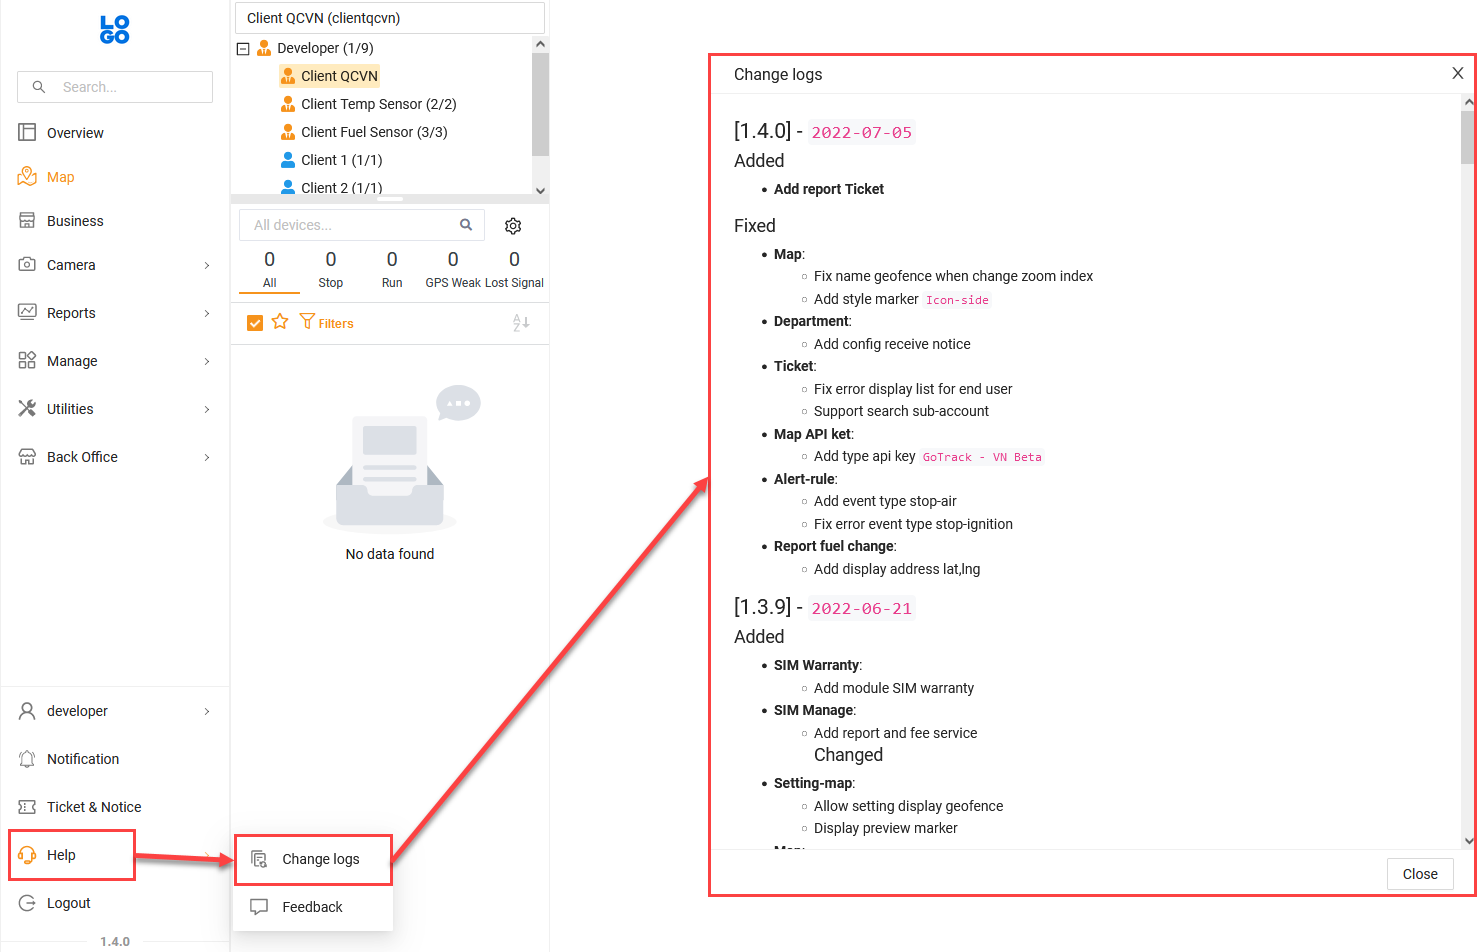 LO
GO
Search...
Overview
Map
Business
Camera
Reports
Manage
Utilities
Back Office
developer
Notification
Ticket & Notice
Help
Logout
1.4.0
Client QCVN (clientqcvn)
Developer (1/9)
Client QCVN
Client Temp Sensor (2/2)
Client Fuel Sensor (3/3)
Client 1 (1/1)
Client 2 (1/1)
All devices...
0 0 0 0 0
All Stop Run GPS Weak Lost Signal
Filters
A
Z
No data found
Change logs
Feedback
Change logs
[1.4.0] - 2022-07-05
Added
Add report Ticket
Fixed
Map:
Fix name geofence when change zoom index
Add style marker Icon-side
Department:
Add config receive notice
Ticket:
Fix error display list for end user
Support search sub-account
Map API ket:
Add type api key GoTrack - VN Beta
Alert-rule:
Add event type stop-air
Fix error event type stop-ignition
Report fuel change:
Add display address lat,lng
[1.3.9] - 2022-06-21
Added
SIM Warranty:
Add module SIM warranty
SIM Manage:
Add report and fee service
Changed
Setting-map:
Allow setting display geofence
Display preview marker
Close